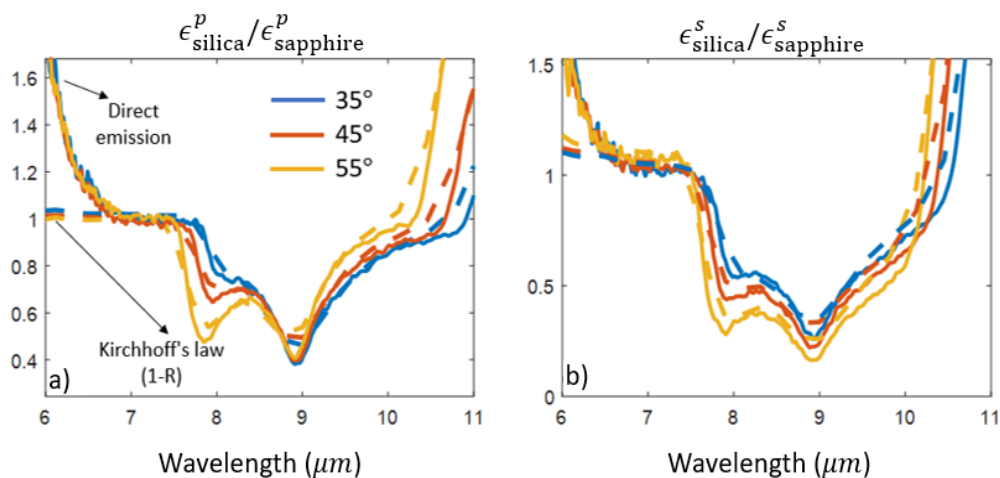 ϵ^p_silica/ϵ^p_sapphire
ϵ^s_silica/ϵ^s_sapphire
a)
1.6
1.4
1.2
1
0.8
0.6
0.4
Direct
emission
35°
45°
55°
Kirchhoff's law
(1-R)
6 7 8 9 10 11
Wavelength (μm)
b)
1.5
1
0.5
0
6 7 8 9 10 11
Wavelength (μm)